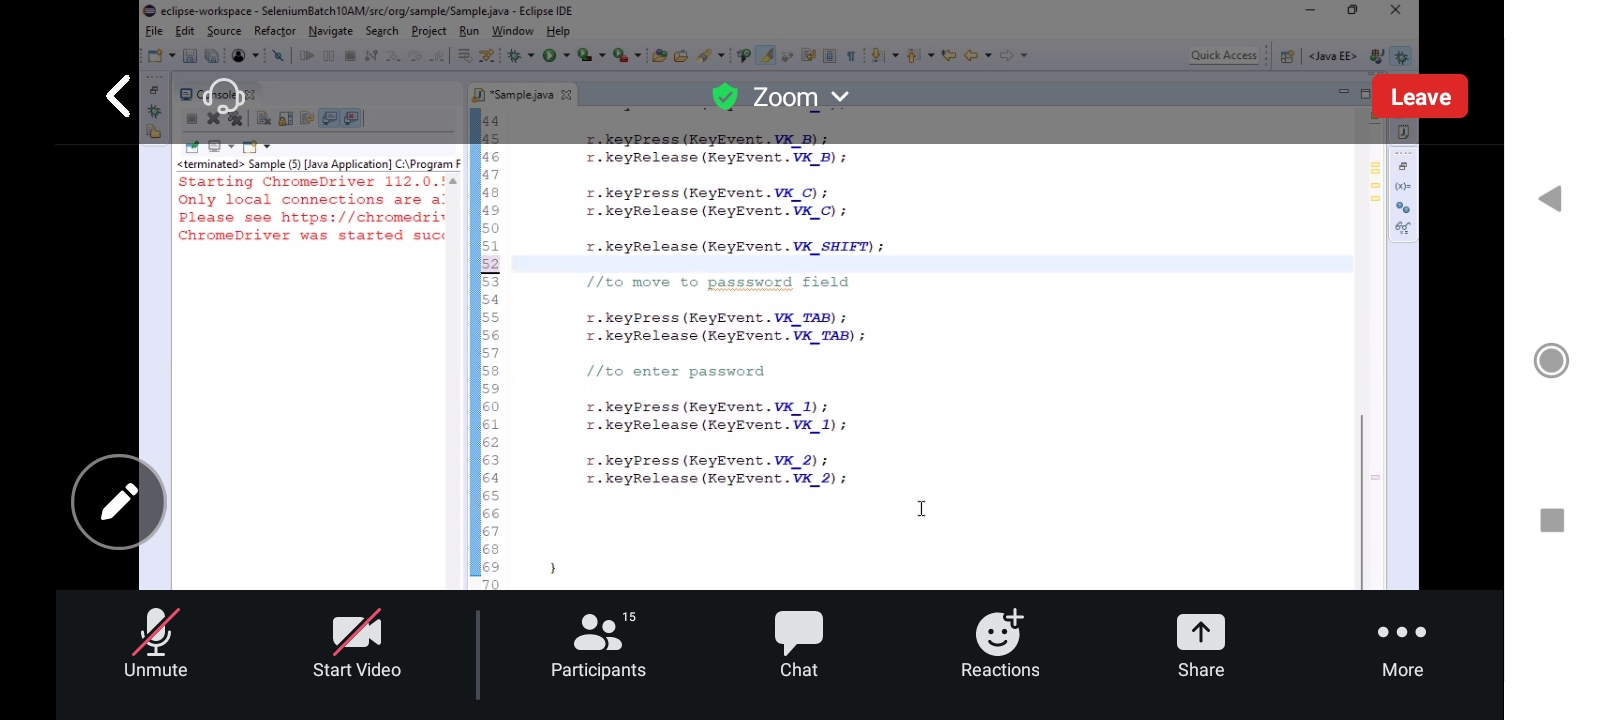 eclipse-workspace - SeleniumBatch10AM/src/org/sample/Sample.java - Eclipse IDE
File Edit Source Refactor Navigate Search Project Run Window Help
Quick Access
<Java EE>
Console
*Sample.java
Zoom
Leave
<terminated> Sample (5) [Java Application] C:\Program F
Starting ChromeDriver 112.0.
Only local connections are al
Please see https://chromedriv
ChromeDriver was started succ
44
45 r.keyPress(KeyEvent.VK_B);
46 r.keyRelease(KeyEvent.VK_B);
47
48 r.keyPress(KeyEvent.VK_C);
49 r.keyRelease(KeyEvent.VK_C);
50
51 r.keyRelease(KeyEvent.VK_SHIFT);
52
53 //to move to passsword field
54
55 r.keyPress(KeyEvent.VK_TAB);
56 r.keyRelease(KeyEvent.VK_TAB);
57
58 //to enter password
59
60 r.keyPress(KeyEvent.VK_1);
61 r.keyRelease(KeyEvent.VK_1);
62
63 r.keyPress(KeyEvent.VK_2);
64 r.keyRelease(KeyEvent.VK_2);
65
66
67
68
69 }
70
(x)=
15
Unmute Start Video Participants Chat Reactions Share More